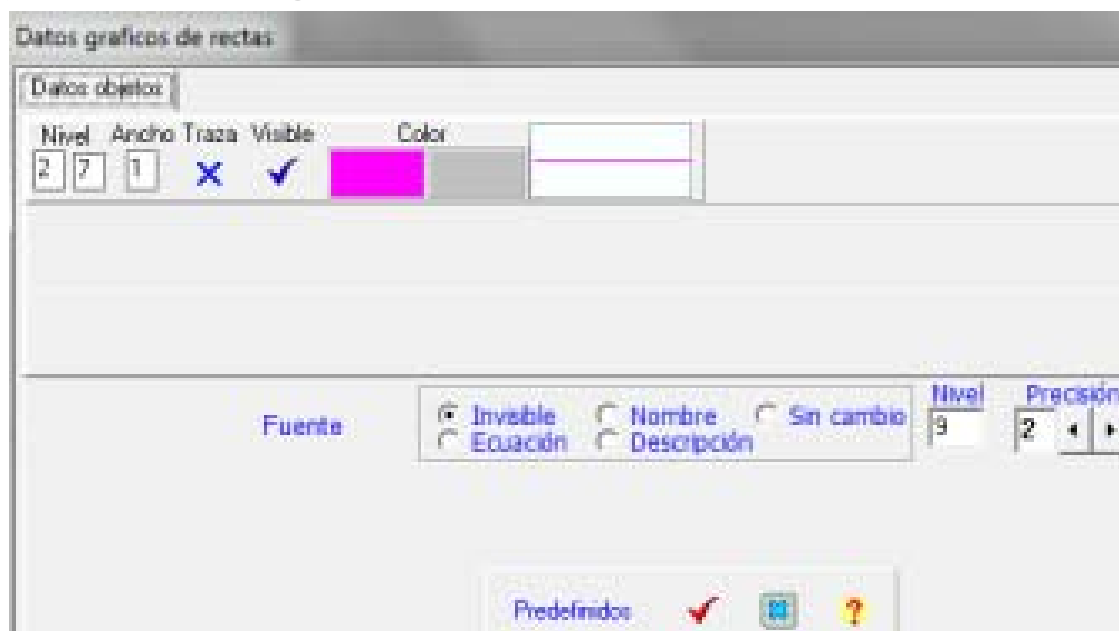 Datos graficos de rectas
Datos objetos
Nivel Ancho Traza Visible Color
2 7 1
Fuente
Invisible Nombre Sin cambio
Ecuación Descripción
Nivel Precisión
9 2
Predefinidos ?